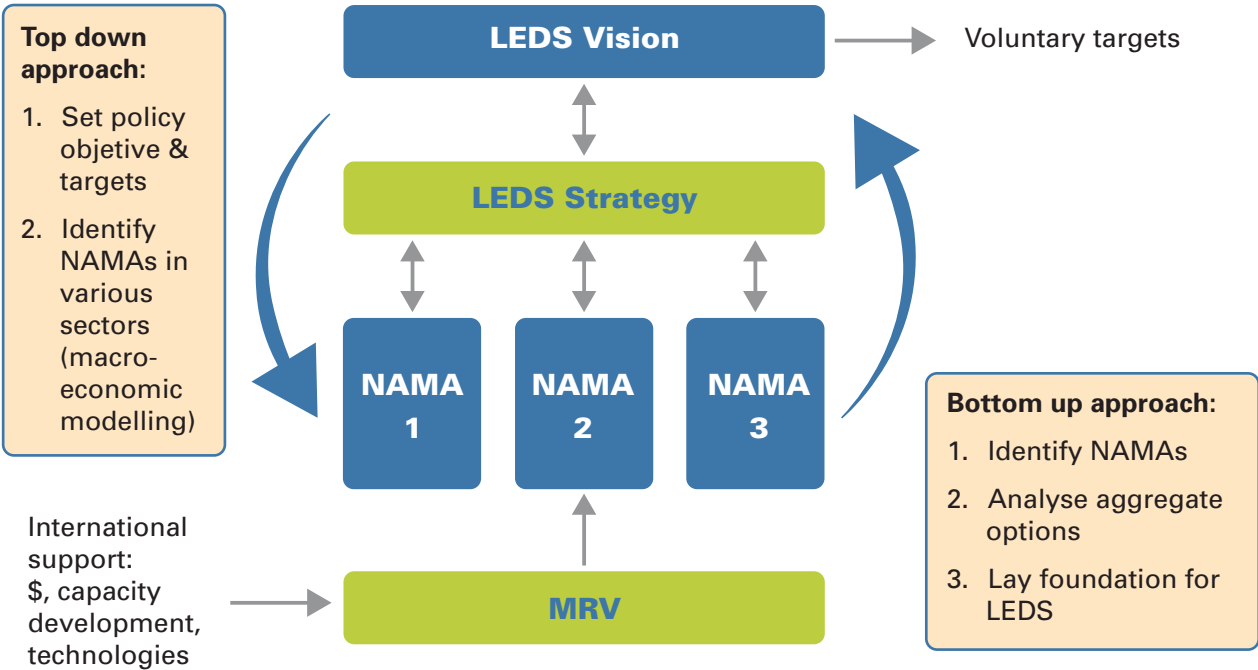 Top down
approach:
1. Set policy
objetive &
targets
2. Identify
NAMAs in
various
sectors
(macro-
economic
modelling)
LEDS Vision
Voluntary targets
LEDS Strategy
NAMA
1
NAMA
2
NAMA
3
Bottom up approach:
1. Identify NAMAs
2. Analyse aggregate
options
3. Lay foundation for
LEDS
International
support:
$, capacity
development,
technologies
MRV